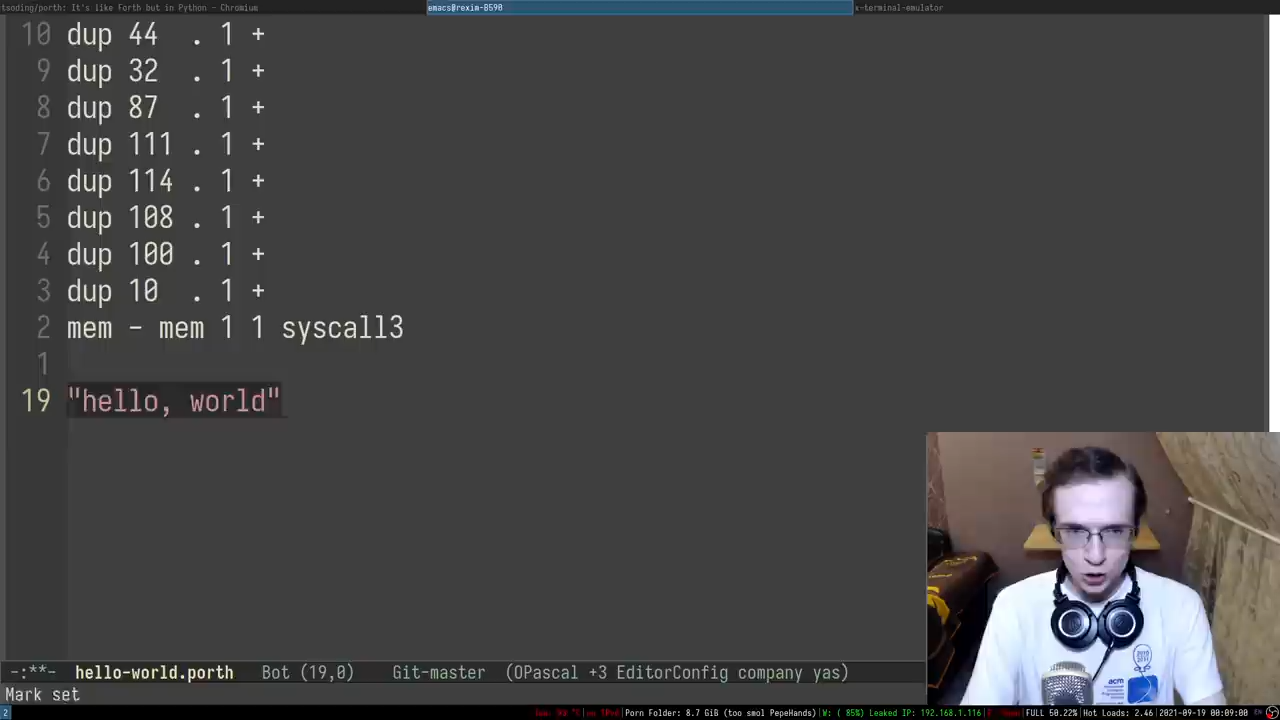 tsoding/porth: It's like Forth but in Python - Chromium
emacs@rexim-B590
x-terminal-emulator
10 dup 44 . 1 +
9 dup 32 . 1 +
8 dup 87 . 1 +
7 dup 111 . 1 +
6 dup 114 . 1 +
5 dup 108 . 1 +
4 dup 100 . 1 +
3 dup 10 . 1 +
2 mem - mem 1 1 syscall3
1
19 "hello, world"
-:**- hello-world.porth Bot (19,0) Git-master (OPascal +3 EditorConfig company yas)
Mark set
2
Porn Folder: 8.7 GiB (too smol PepeHands) W: ( 85%) Leaked IP: 192.168.1.116 FULL 50.22% Hot Loads: 2.46 2021-09-19 00:09:00